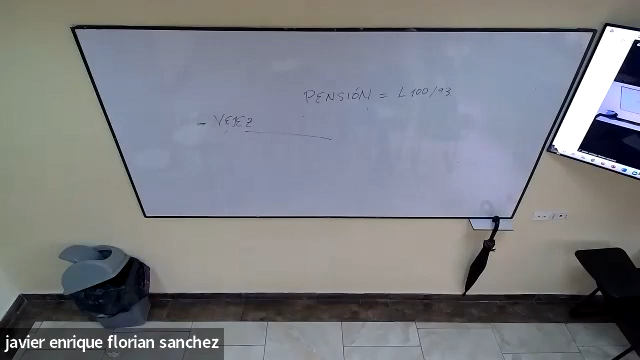 PENSIÓN = L 100/93
- VEJEZ
javier enrique florian sanchez